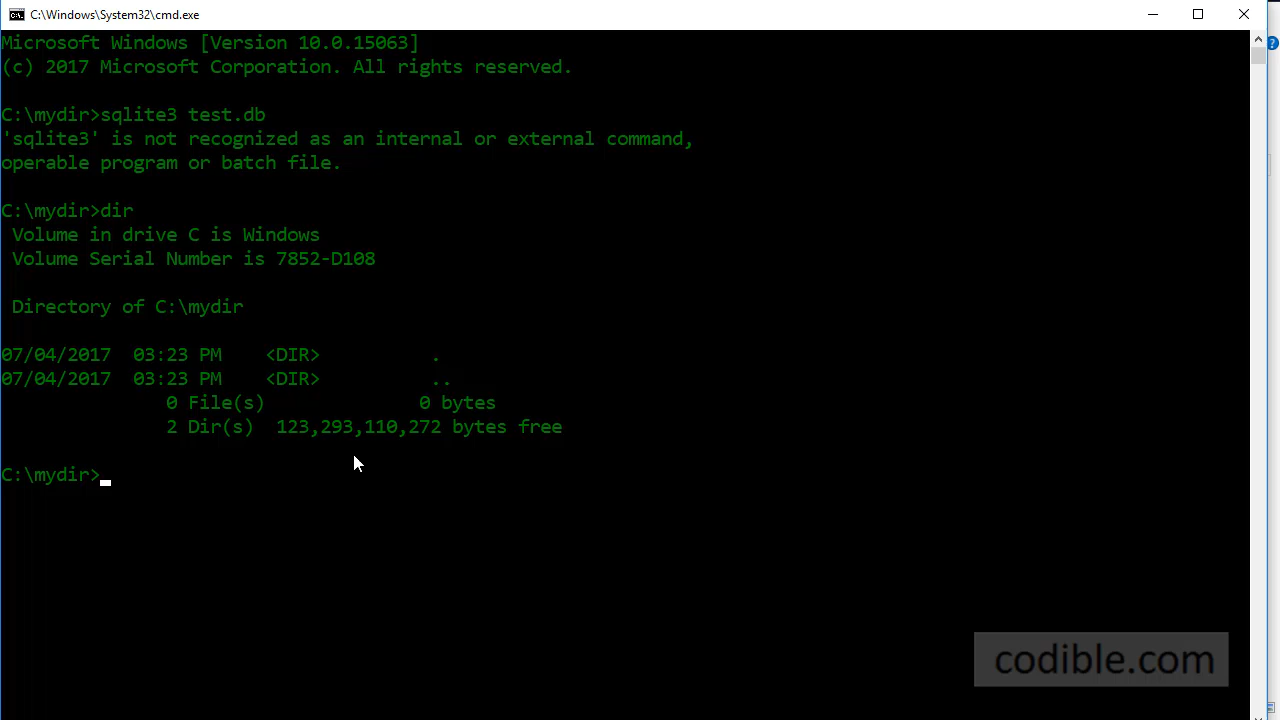 C:\Windows\System32\cmd.exe
Microsoft Windows [Version 10.0.15063]
(c) 2017 Microsoft Corporation. All rights reserved.
C:\mydir>sqlite3 test.db
'sqlite3' is not recognized as an internal or external command,
operable program or batch file.
C:\mydir>dir
Volume in drive C is Windows
Volume Serial Number is 7852-D108
Directory of C:\mydir
07/04/2017  03:23 PM    <DIR>          .
07/04/2017  03:23 PM    <DIR>          ..
0 File(s)              0 bytes
2 Dir(s)  123,293,110,272 bytes free
C:\mydir>
codible.com